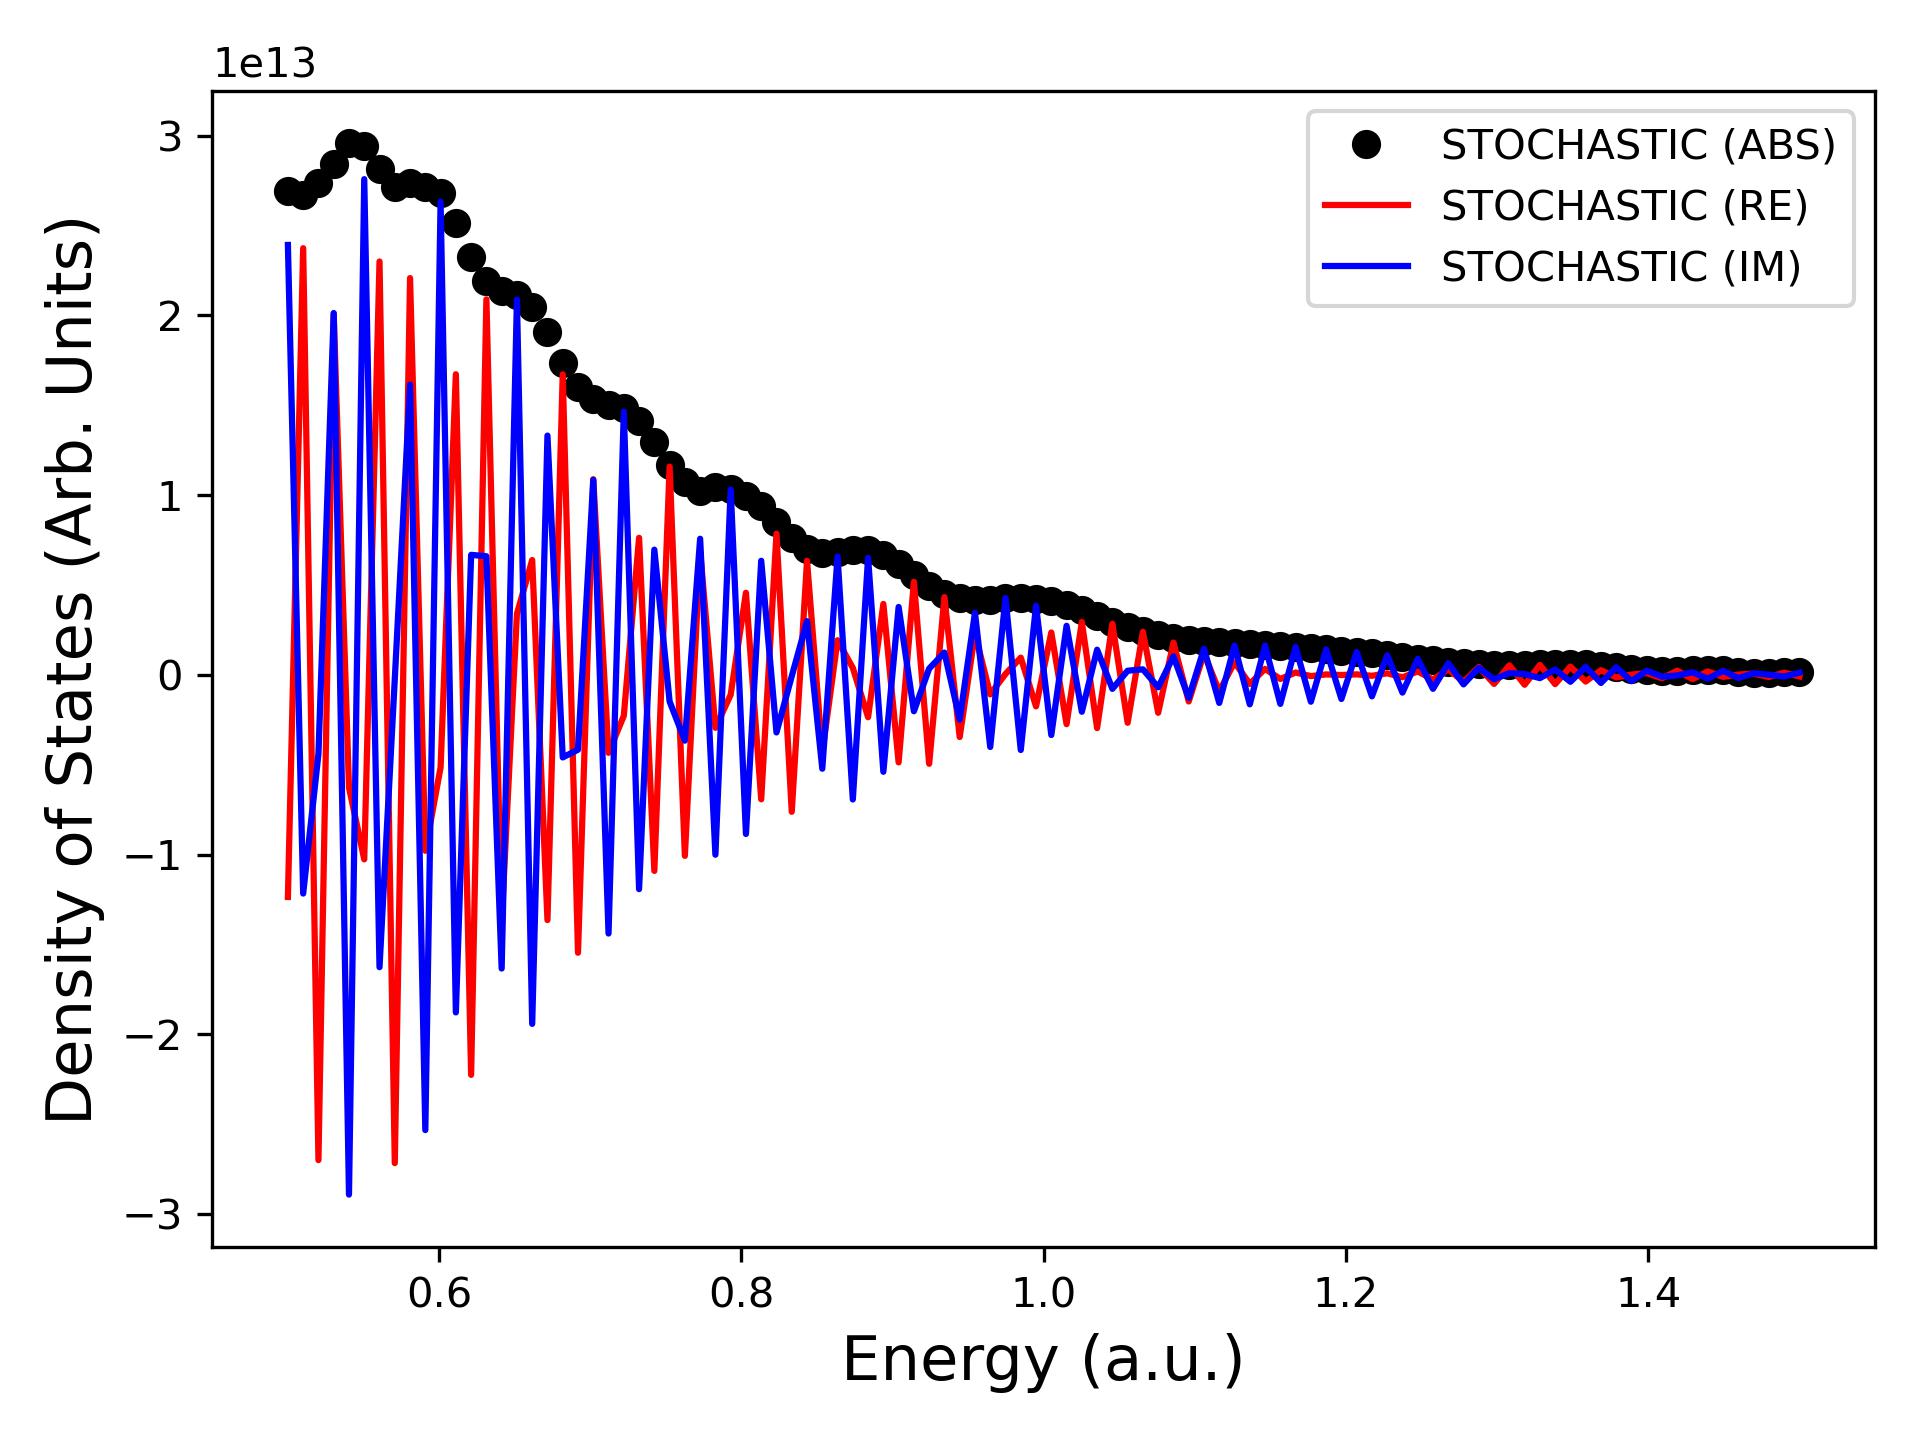 1e13
3
2
1
0
−1
−2
−3
Density of States (Arb. Units)
STOCHASTIC (ABS)
STOCHASTIC (RE)
STOCHASTIC (IM)
0.6 0.8 1.0 1.2 1.4
Energy (a.u.)